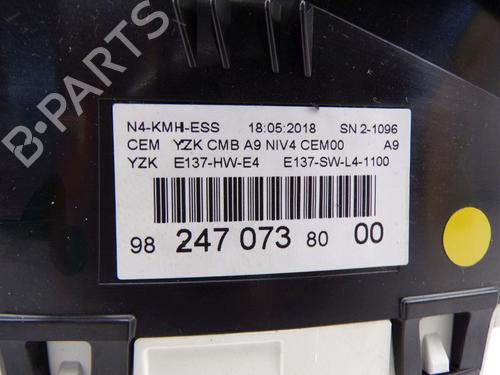 N4-KMH-ESS 18:05:2018 SN 2-1096
CEM YZK CMB A9 NIV4 CEM00 A9
YZK E137-HW-E4 E137-SW-L4-1100
98 247 073 80 00